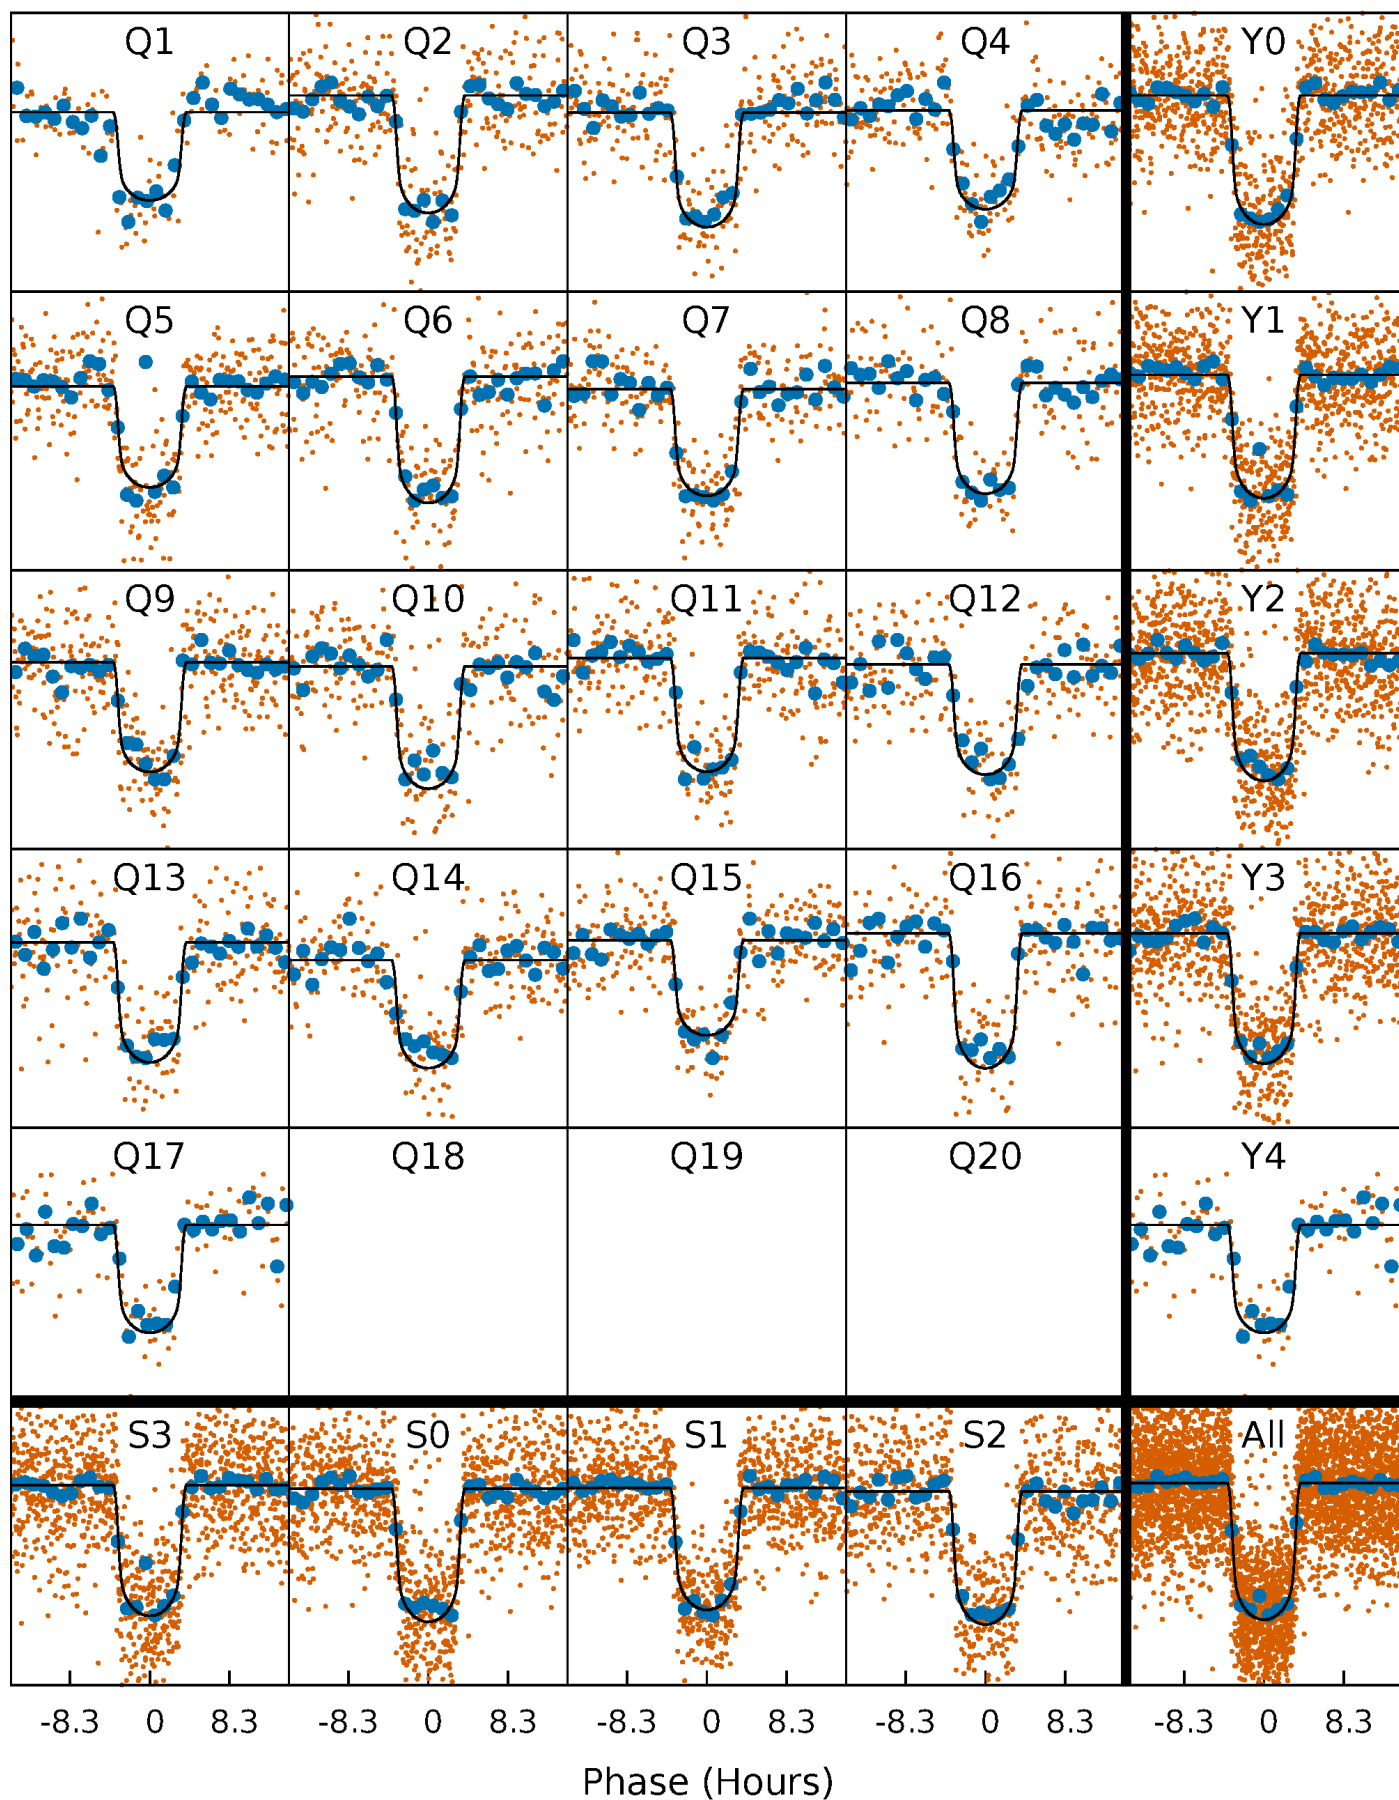 Q1 Q2 Q3 Q4 Y0
Q5 Q6 Q7 Q8 Y1
Q9 Q10 Q11 Q12 Y2
Q13 Q14 Q15 Q16 Y3
Q17 Q18 Q19 Q20 Y4
S3 S0 S1 S2 All
-8.3 0 8.3 -8.3 0 8.3 -8.3 0 8.3 -8.3 0 8.3 -8.3 0 8.3
Phase (Hours)